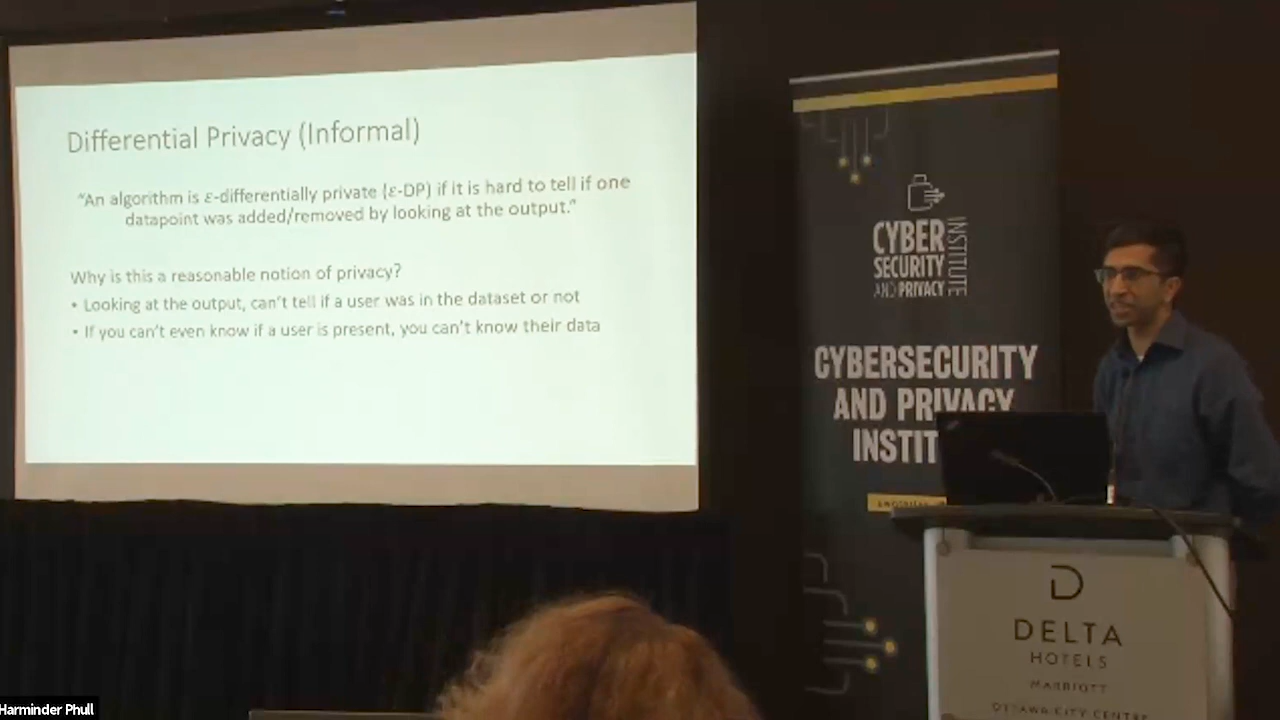 Differential Privacy (Informal)
"An algorithm is ε-differentially private (ε-DP) if it is hard to tell if one
datapoint was added/removed by looking at the output."
Why is this a reasonable notion of privacy?
• Looking at the output, can't tell if a user was in the dataset or not
• If you can't even know if a user is present, you can't know their data
CYBER
SECURITY
AND PRIVACY
INSTITUTE
CYBERSECURITY
AND PRIVACY
INSTIT
D
DELTA
HOTELS
MARRIOTT
OTTAWA CITY CENTRE
Harminder Phull